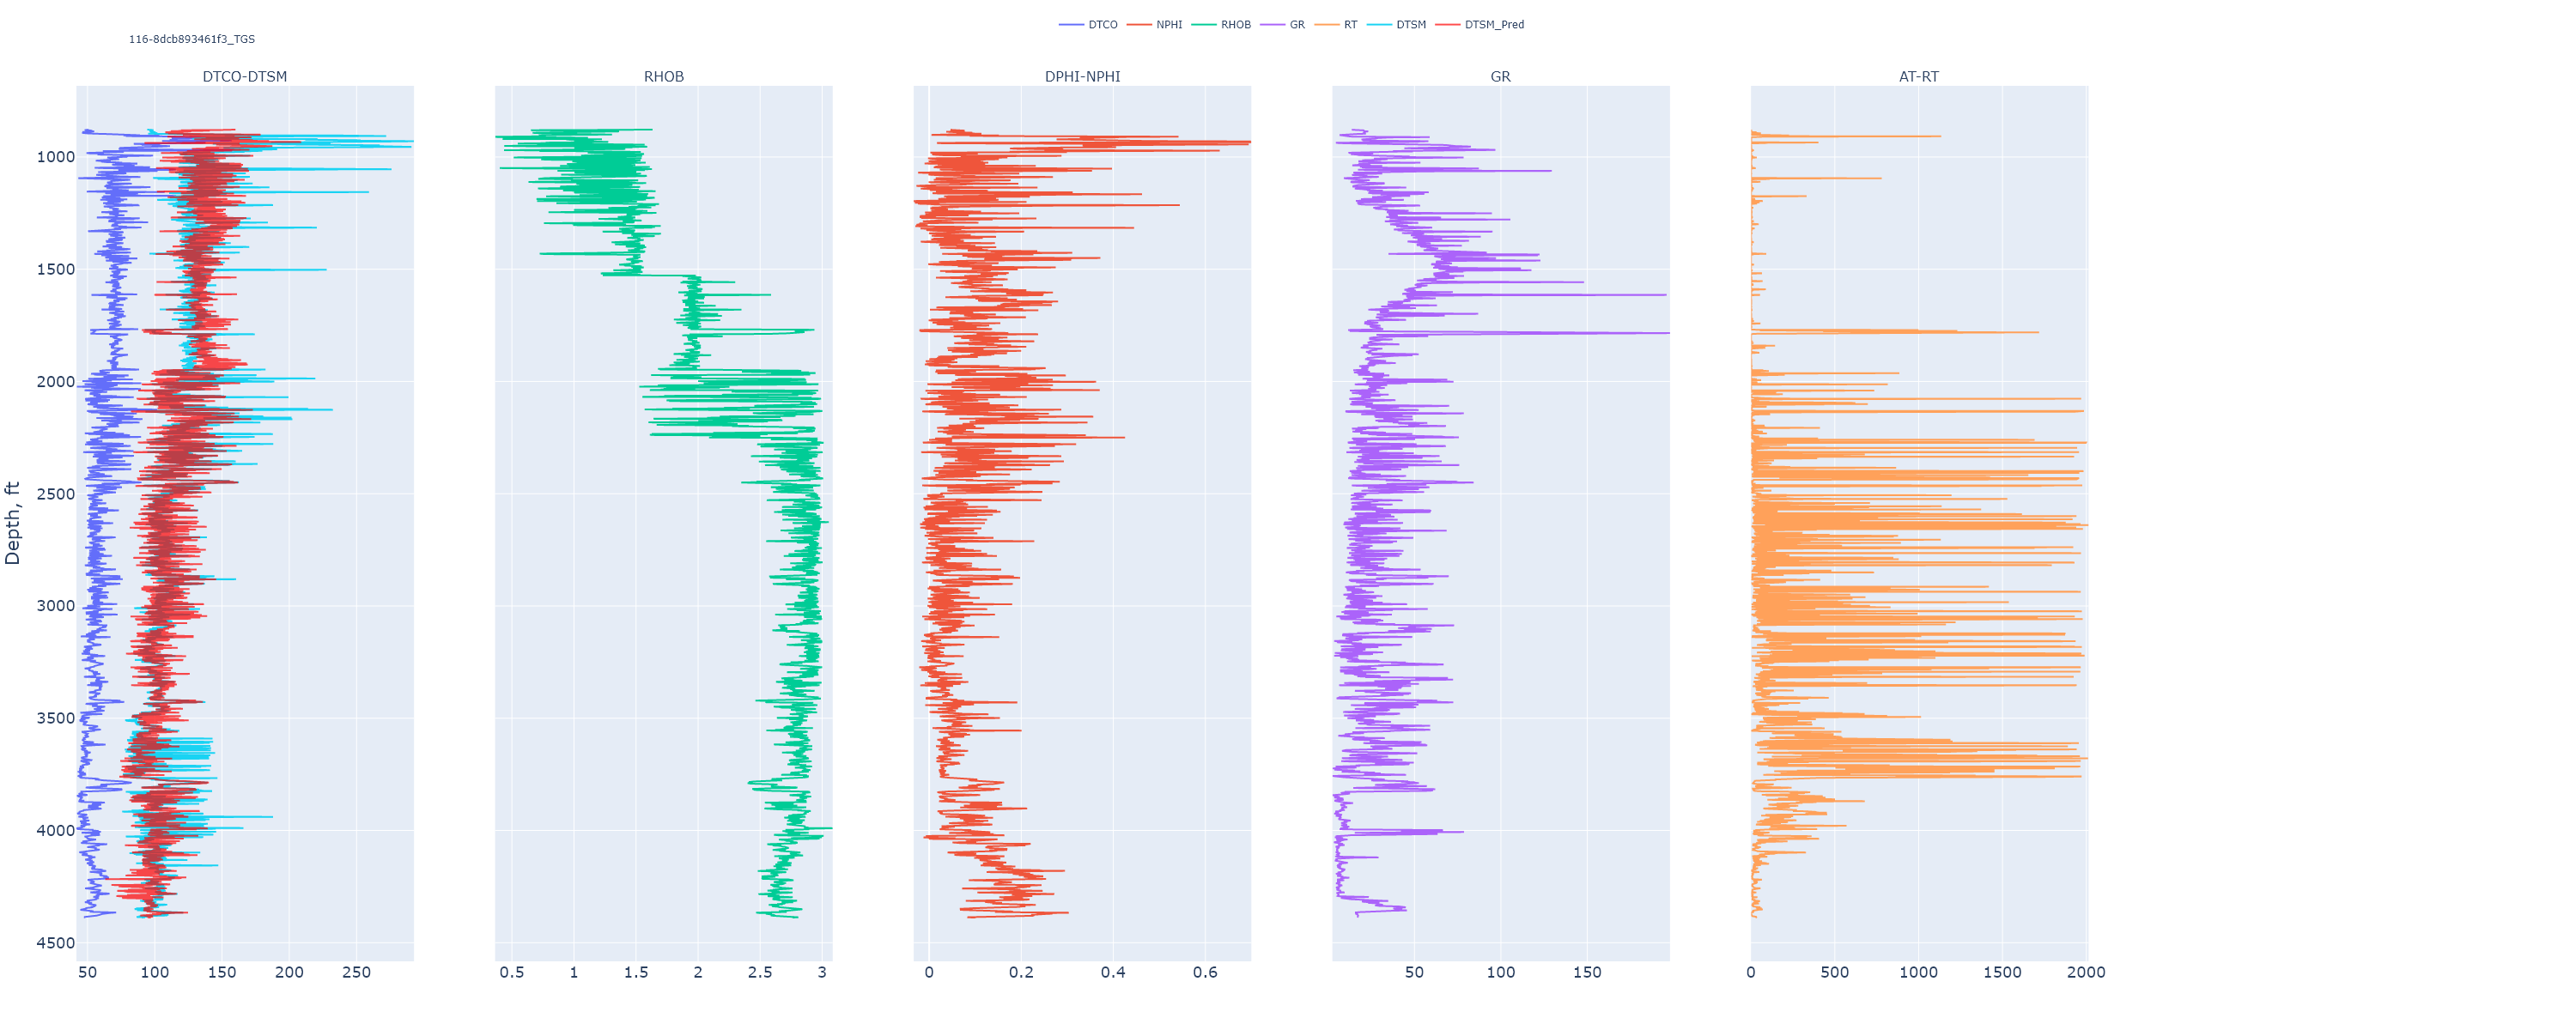 DTCO NPHI RHOB GR RT DTSM DTSM_Pred
116-8dcb893461f3_TGS
DTCO-DTSM RHOB DPHI-NPHI GR AT-RT
1000
1500
2000
2500
Depth, ft
3000
3500
4000
4500
50 100 150 200 250 0.5 1 1.5 2 2.5 3 0 0.2 0.4 0.6 50 100 150 0 500 1000 1500 2000